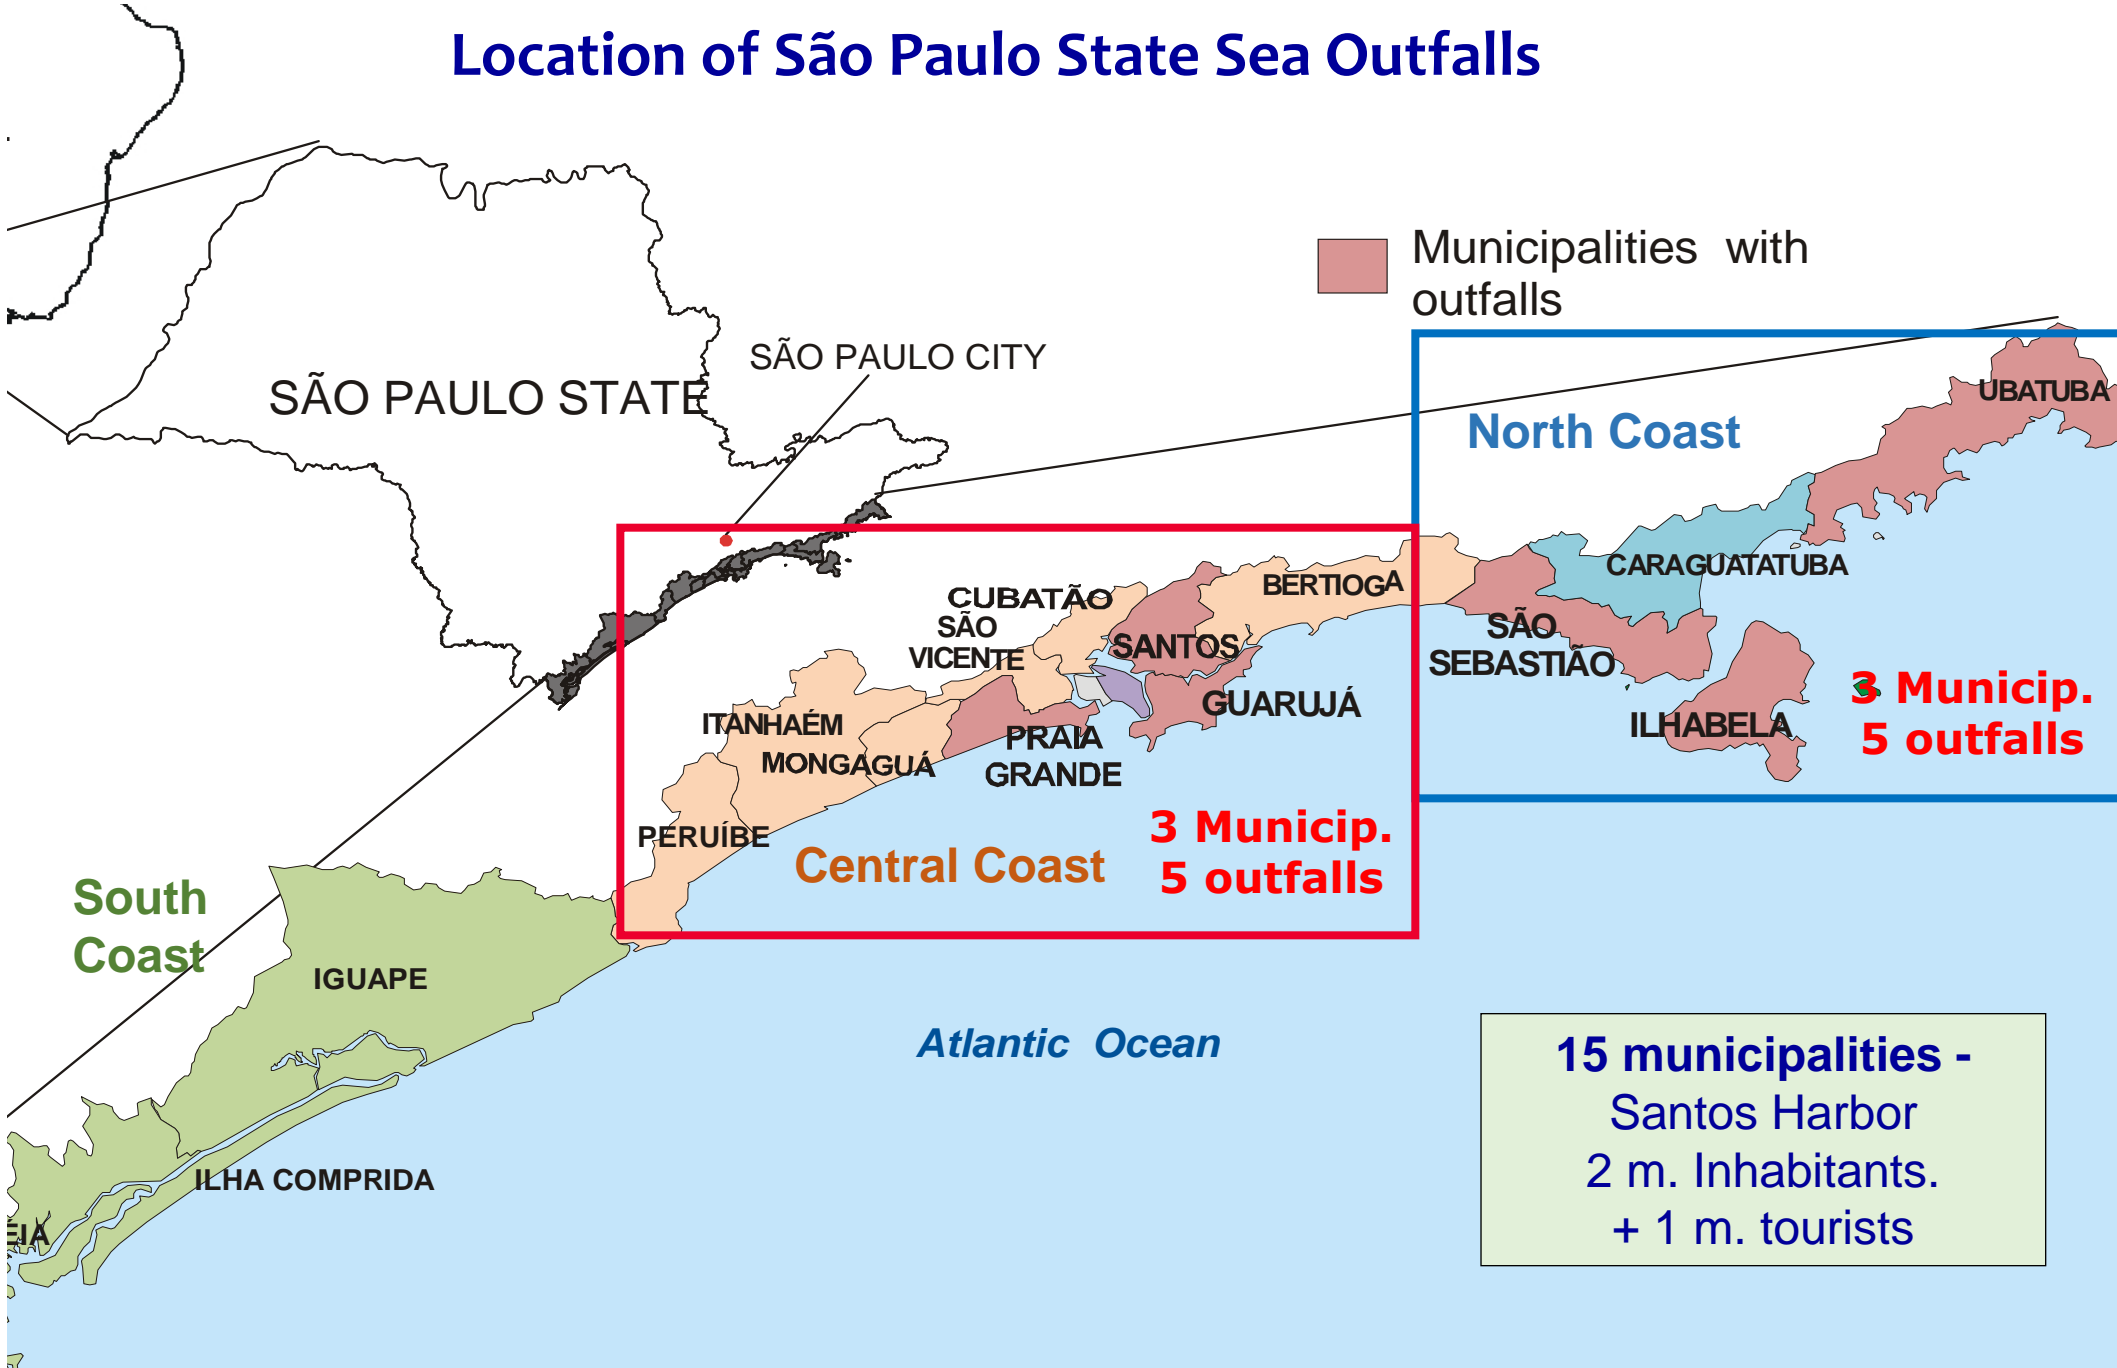 Location of São Paulo State Sea Outfalls
Municipalities with
outfalls
SÃO PAULO CITY
SÃO PAULO STATE
North Coast
UBATUBA
CARAGUATATUBA
SÃO
SEBASTIÃO
ILHABELA
3 Municip.
5 outfalls
BERTIOGA
CUBATÃO
SÃO
VICENTE
SANTOS
GUARUJÁ
ITANHAÉM
MONGAGUÁ
PRAIA
GRANDE
PERUÍBE
Central Coast
3 Municip.
5 outfalls
South
Coast
IGUAPE
ILHA COMPRIDA
ÉIA
Atlantic Ocean
15 municipalities -
Santos Harbor
2 m. Inhabitants.
+ 1 m. tourists